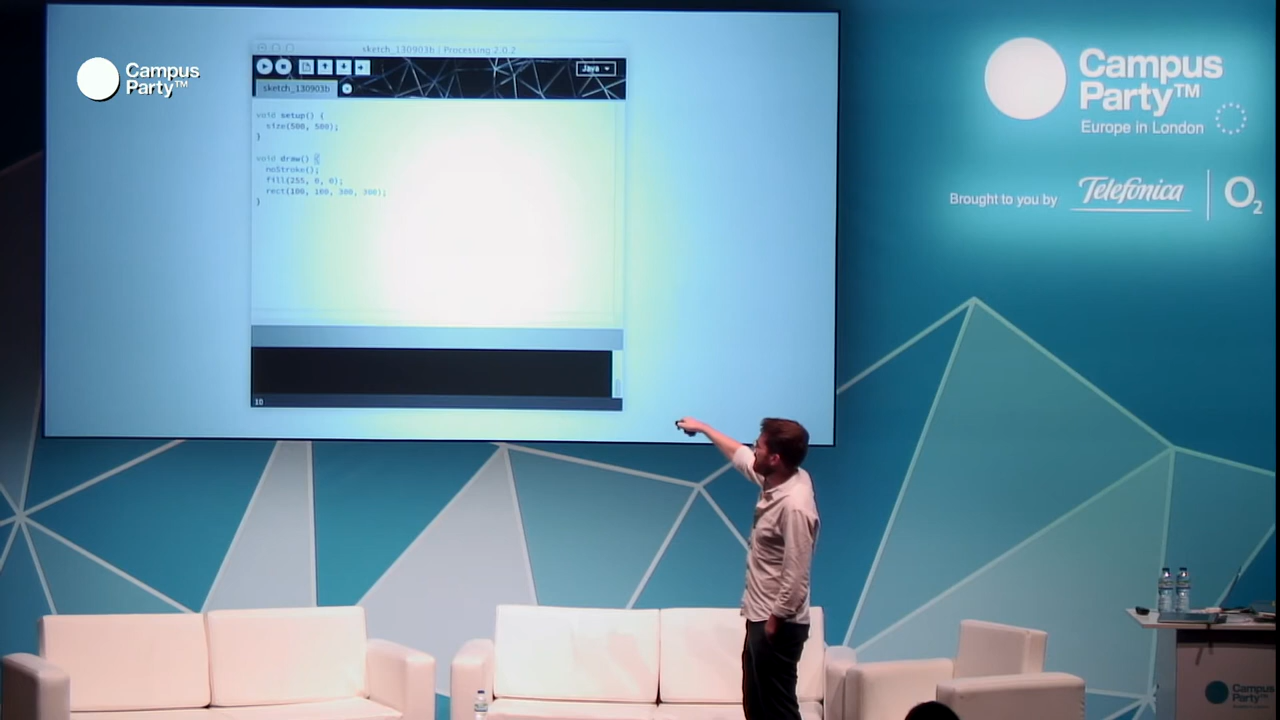 sketch_130903b | Processing 2.0.2
Java
sketch_130903b
void setup() {
size(500, 500);
}
void draw() {
noStroke();
fill(255, 0, 0);
rect(100, 100, 300, 300);
}
10
Campus
Party™
Campus
Party™
Europe in London
Brought to you by
Telefónica
O2
Campus
Party™